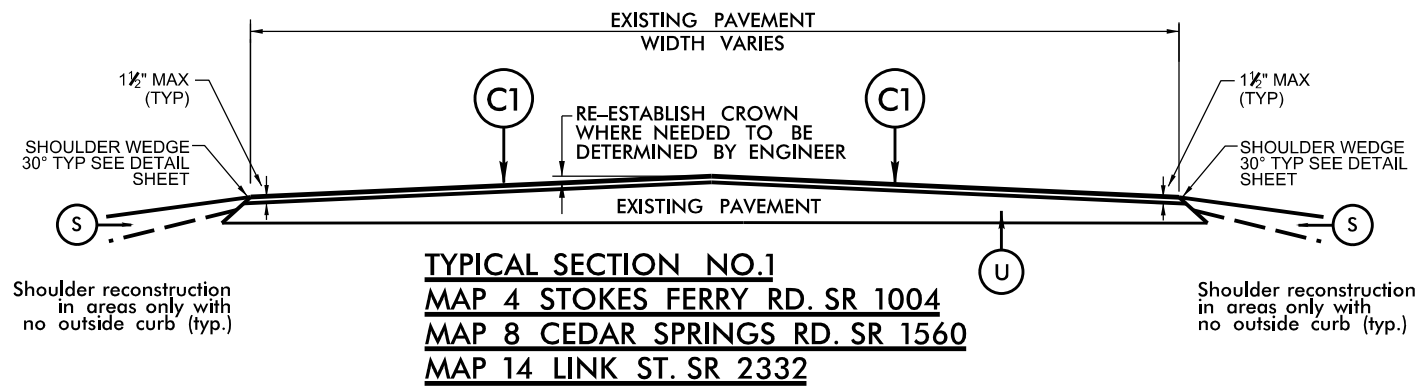 EXISTING PAVEMENT
WIDTH VARIES
1½" MAX
(TYP)
C1
RE-ESTABLISH CROWN
WHERE NEEDED TO BE
DETERMINED BY ENGINEER
C1
1½" MAX
(TYP)
SHOULDER WEDGE
30° TYP SEE DETAIL
SHEET
SHOULDER WEDGE
30° TYP SEE DETAIL
SHEET
EXISTING PAVEMENT
S
S
U
Shoulder reconstruction
in areas only with
no outside curb (typ.)
TYPICAL SECTION NO.1
MAP 4 STOKES FERRY RD. SR 1004
MAP 8 CEDAR SPRINGS RD. SR 1560
MAP 14 LINK ST. SR 2332
Shoulder reconstruction
in areas only with
no outside curb (typ.)